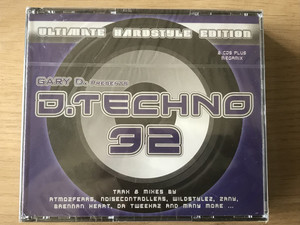 ULTIMATE HARDSTYLE EDITION
3 CDS PLUS
MEGAMIX
GARY D. PRESENTS
D.TECHNO
32
TRAX & MIXES BY
ATMOZFEARS, NOISECONTROLLERS, WILDSTYLEZ, ZANY,
BRENNAN HEART, DA TWEEKAZ AND MANY MORE ...